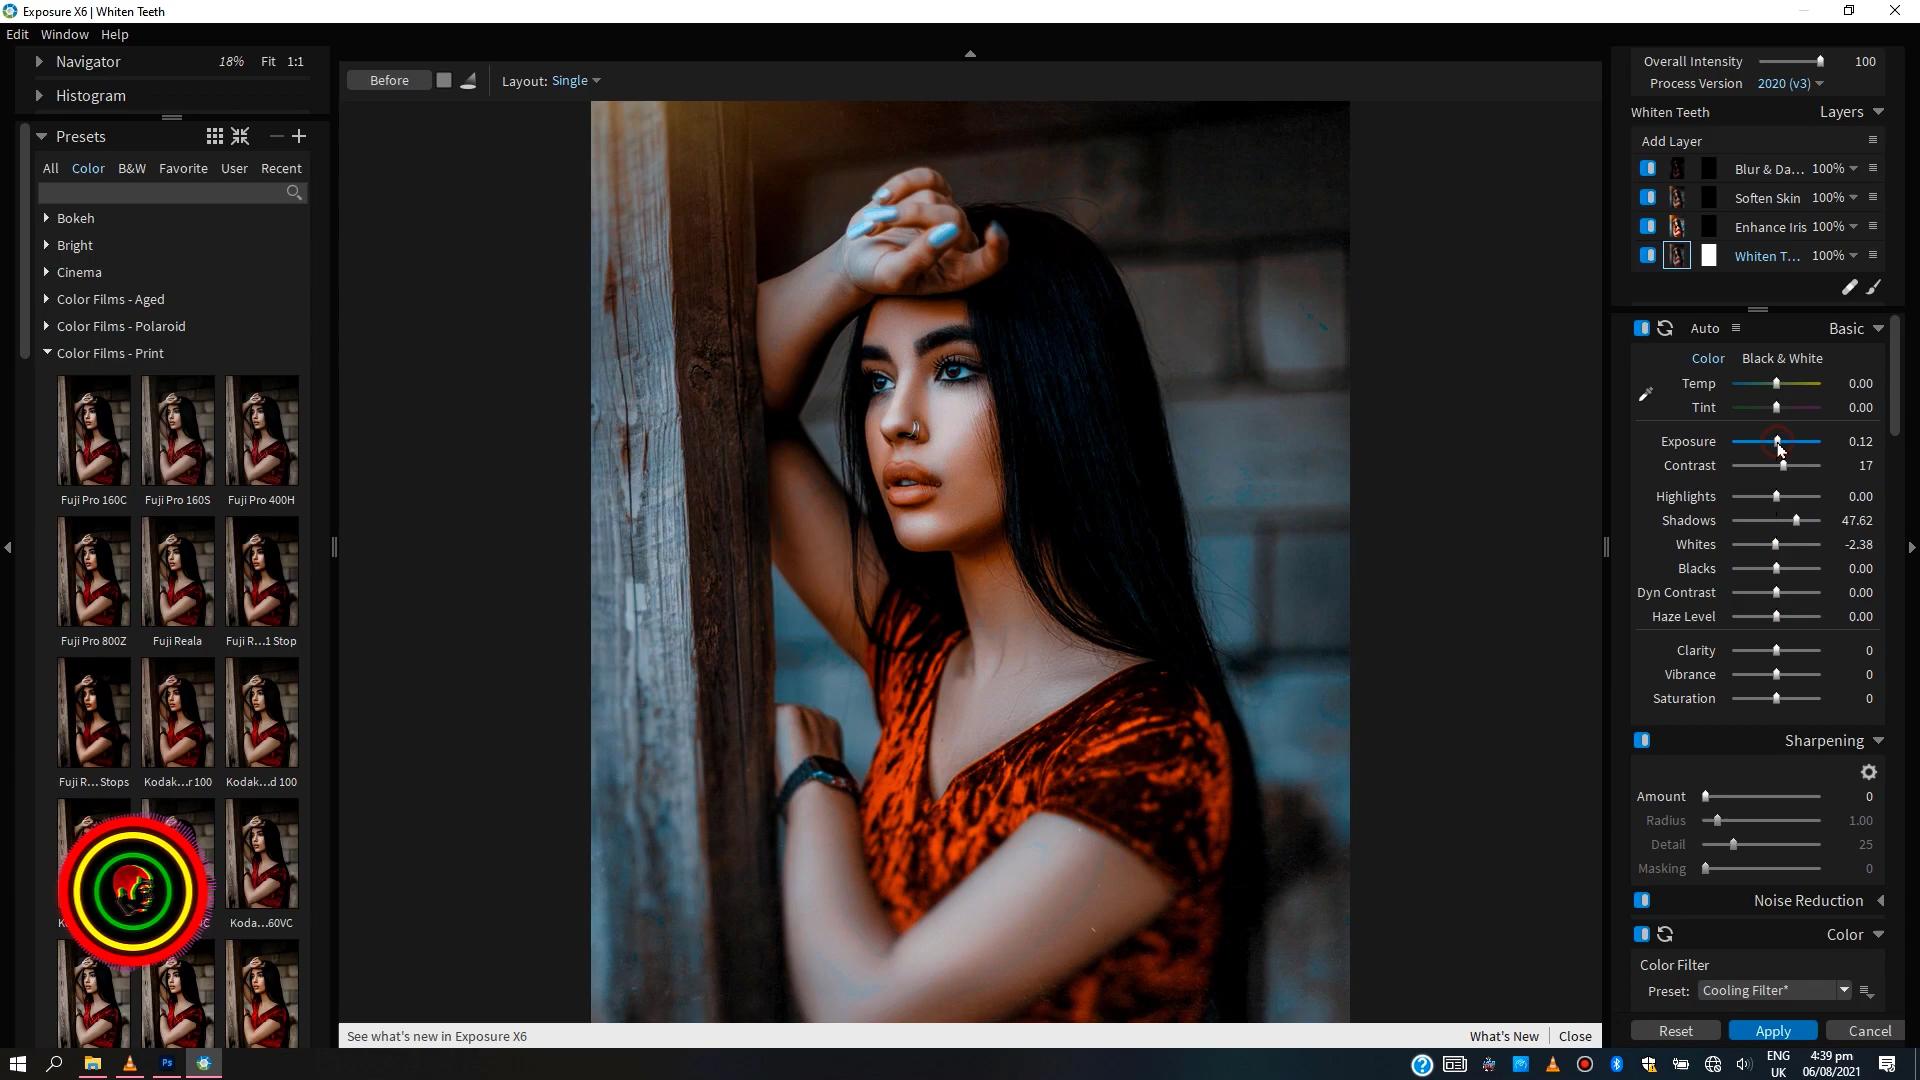 Exposure X6 | Whiten Teeth
Edit Window Help
Navigator 18% Fit 1:1
Histogram
Presets
All Color B&W Favorite User Recent
Bokeh
Bright
Cinema
Color Films - Aged
Color Films - Polaroid
Color Films - Print
Fuji Pro 160C Fuji Pro 160S Fuji Pro 400H
Fuji Pro 800Z Fuji Reala Fuji R...1 Stop
Fuji R... Stops Kodak...r 100 Kodak...d 100
Koda...60VC
Before Layout: Single
See what's new in Exposure X6 What's New Close
Overall Intensity 100
Process Version 2020 (v3)
Whiten Teeth Layers
Add Layer
Blur & Da... 100%
Soften Skin 100%
Enhance Iris 100%
Whiten T... 100%
Auto Basic
Color Black & White
Temp 0.00
Tint 0.00
Exposure 0.12
Contrast 17
Highlights 0.00
Shadows 47.62
Whites -2.38
Blacks 0.00
Dyn Contrast 0.00
Haze Level 0.00
Clarity 0
Vibrance 0
Saturation 0
Sharpening
Amount 0
Radius 1.00
Detail 25
Masking 0
Noise Reduction
Color
Color Filter
Preset: Cooling Filter*
Reset Apply Cancel
Ps
ENG 4:39 pm
UK 06/08/2021